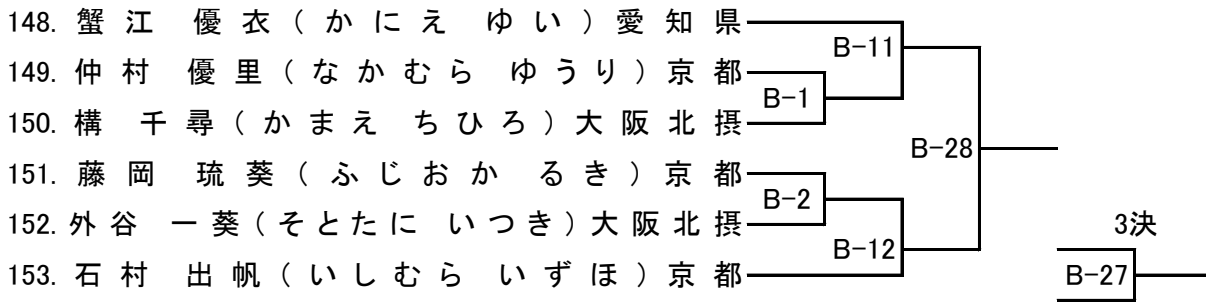 148. 蟹江 優衣(かにえ ゆい)愛知県
B-11
149. 仲村 優里(なかむら ゆうり)京都
B-1
150. 構 千尋(かまえ ちひろ)大阪北摂
B-28
151. 藤岡 琉葵(ふじおか るき)京都
B-2
152. 外谷 一葵(そとたに いつき)大阪北摂
3決
B-12
153. 石村 出帆(いしむら いずほ)京都
B-27